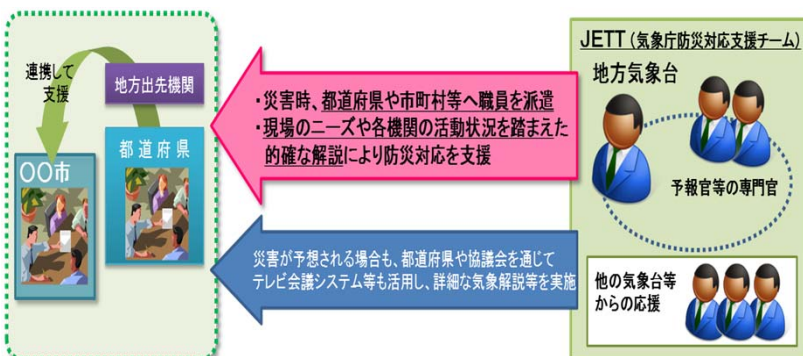 連携して
支援
地方出先機関
都道府県
〇〇市
・災害時、都道府県や市町村等へ職員を派遣
・現場のニーズや各機関の活動状況を踏まえた
的確な解説により防災対応を支援
災害が予想される場合も、都道府県や協議会を通じて
テレビ会議システム等も活用し、詳細な気象解説等を実施
JETT（気象庁防災対応支援チーム）
地方気象台
予報官等の専門官
他の気象台等
からの応援